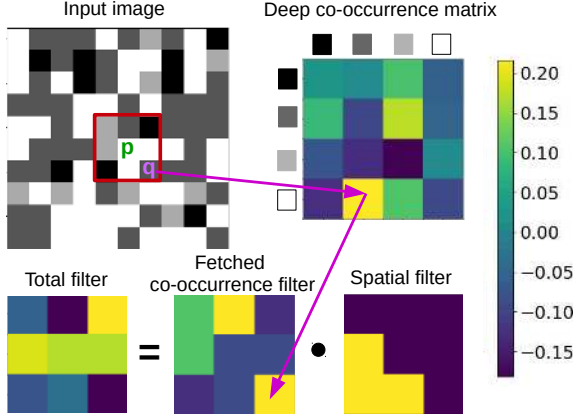 Input image
Deep co-occurrence matrix
p
q
0.20
0.15
0.10
0.05
0.00
−0.05
−0.10
−0.15
Total filter
Fetched
co-occurrence filter
Spatial filter
=